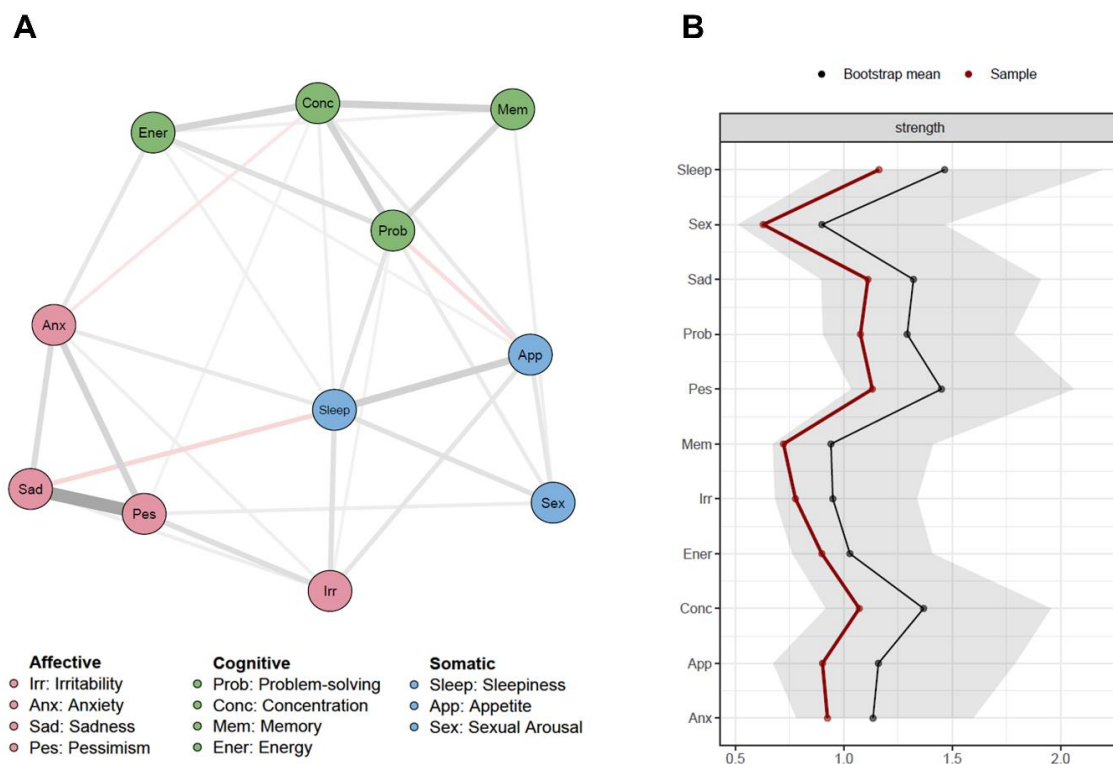 A
Conc
Mem
Ener
Prob
Anx
App
Sleep
Sad
Pes
Sex
Irr
Affective
Irr: Irritability
Anx: Anxiety
Sad: Sadness
Pes: Pessimism
Cognitive
Prob: Problem-solving
Conc: Concentration
Mem: Memory
Ener: Energy
Somatic
Sleep: Sleepiness
App: Appetite
Sex: Sexual Arousal
B
Bootstrap mean
Sample
strength
Sleep
Sex
Sad
Prob
Pes
Mem
Irr
Ener
Conc
App
Anx
0.5 1.0 1.5 2.0